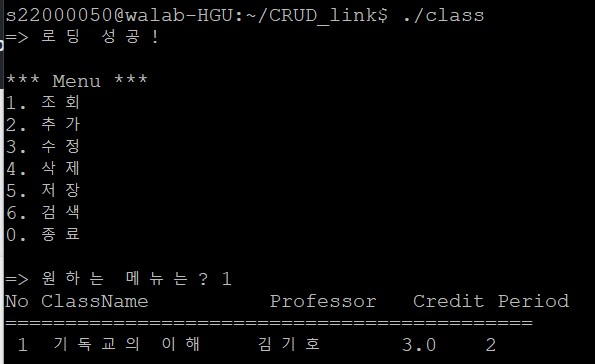 s22000050@walab-HGU:~/CRUD_link$ ./class
=> 로딩 성공!
*** Menu ***
1. 조회
2. 추가
3. 수정
4. 삭제
5. 저장
6. 검색
0. 종료
=> 원하는 메뉴는? 1
No ClassName Professor Credit Period
============================================
1 기독교의 이해 김기호 3.0 2